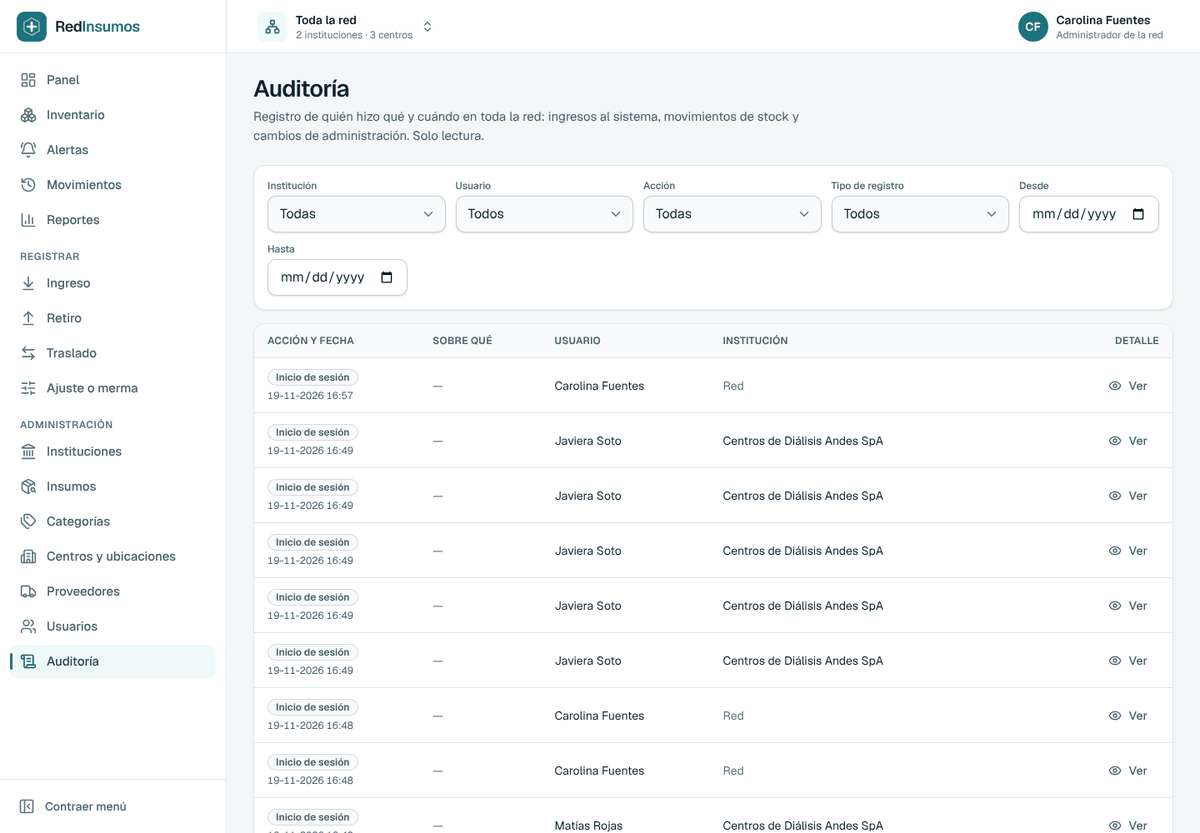 RedInsumos
Toda la red
2 instituciones · 3 centros
CF
Carolina Fuentes
Administrador de la red
Panel
Inventario
Alertas
Movimientos
Reportes
REGISTRAR
Ingreso
Retiro
Traslado
Ajuste o merma
ADMINISTRACIÓN
Instituciones
Insumos
Categorías
Centros y ubicaciones
Proveedores
Usuarios
Auditoría
Contraer menú
Auditoría
Registro de quién hizo qué y cuándo en toda la red: ingresos al sistema, movimientos de stock y
cambios de administración. Solo lectura.
Institución Usuario Acción Tipo de registro Desde
Todas Todos Todas Todos mm/dd/yyyy
Hasta
mm/dd/yyyy
ACCIÓN Y FECHA SOBRE QUÉ USUARIO INSTITUCIÓN DETALLE
Inicio de sesión
19-11-2026 16:57 — Carolina Fuentes Red Ver
Inicio de sesión
19-11-2026 16:49 — Javiera Soto Centros de Diálisis Andes SpA Ver
Inicio de sesión
19-11-2026 16:49 — Javiera Soto Centros de Diálisis Andes SpA Ver
Inicio de sesión
19-11-2026 16:49 — Javiera Soto Centros de Diálisis Andes SpA Ver
Inicio de sesión
19-11-2026 16:49 — Javiera Soto Centros de Diálisis Andes SpA Ver
Inicio de sesión
19-11-2026 16:49 — Javiera Soto Centros de Diálisis Andes SpA Ver
Inicio de sesión
19-11-2026 16:48 — Carolina Fuentes Red Ver
Inicio de sesión
19-11-2026 16:48 — Carolina Fuentes Red Ver
Inicio de sesión
— Matías Rojas Centros de Diálisis Andes SpA Ver